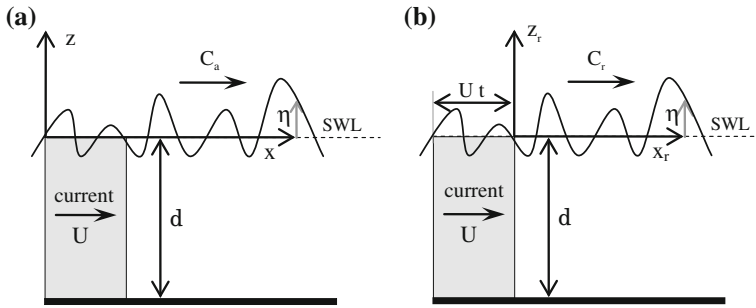 (a)
z
C_a
η
SWL
x
current
U
d
(b)
z_r
C_r
U t
η
SWL
x_r
current
U
d